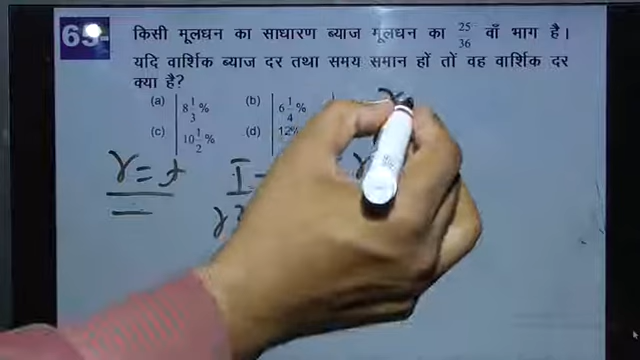 65
किसी मूलधन का साधारण ब्याज मूलधन का 25/36 वाँ भाग है।
यदि वार्शिक ब्याज दर तथा समय समान हों तों वह वार्शिक दर
क्या है?
(a) 8 1/3 % (b) 6 1/4 %
(c) 10 1/2 % (d) 12%
r = t I =